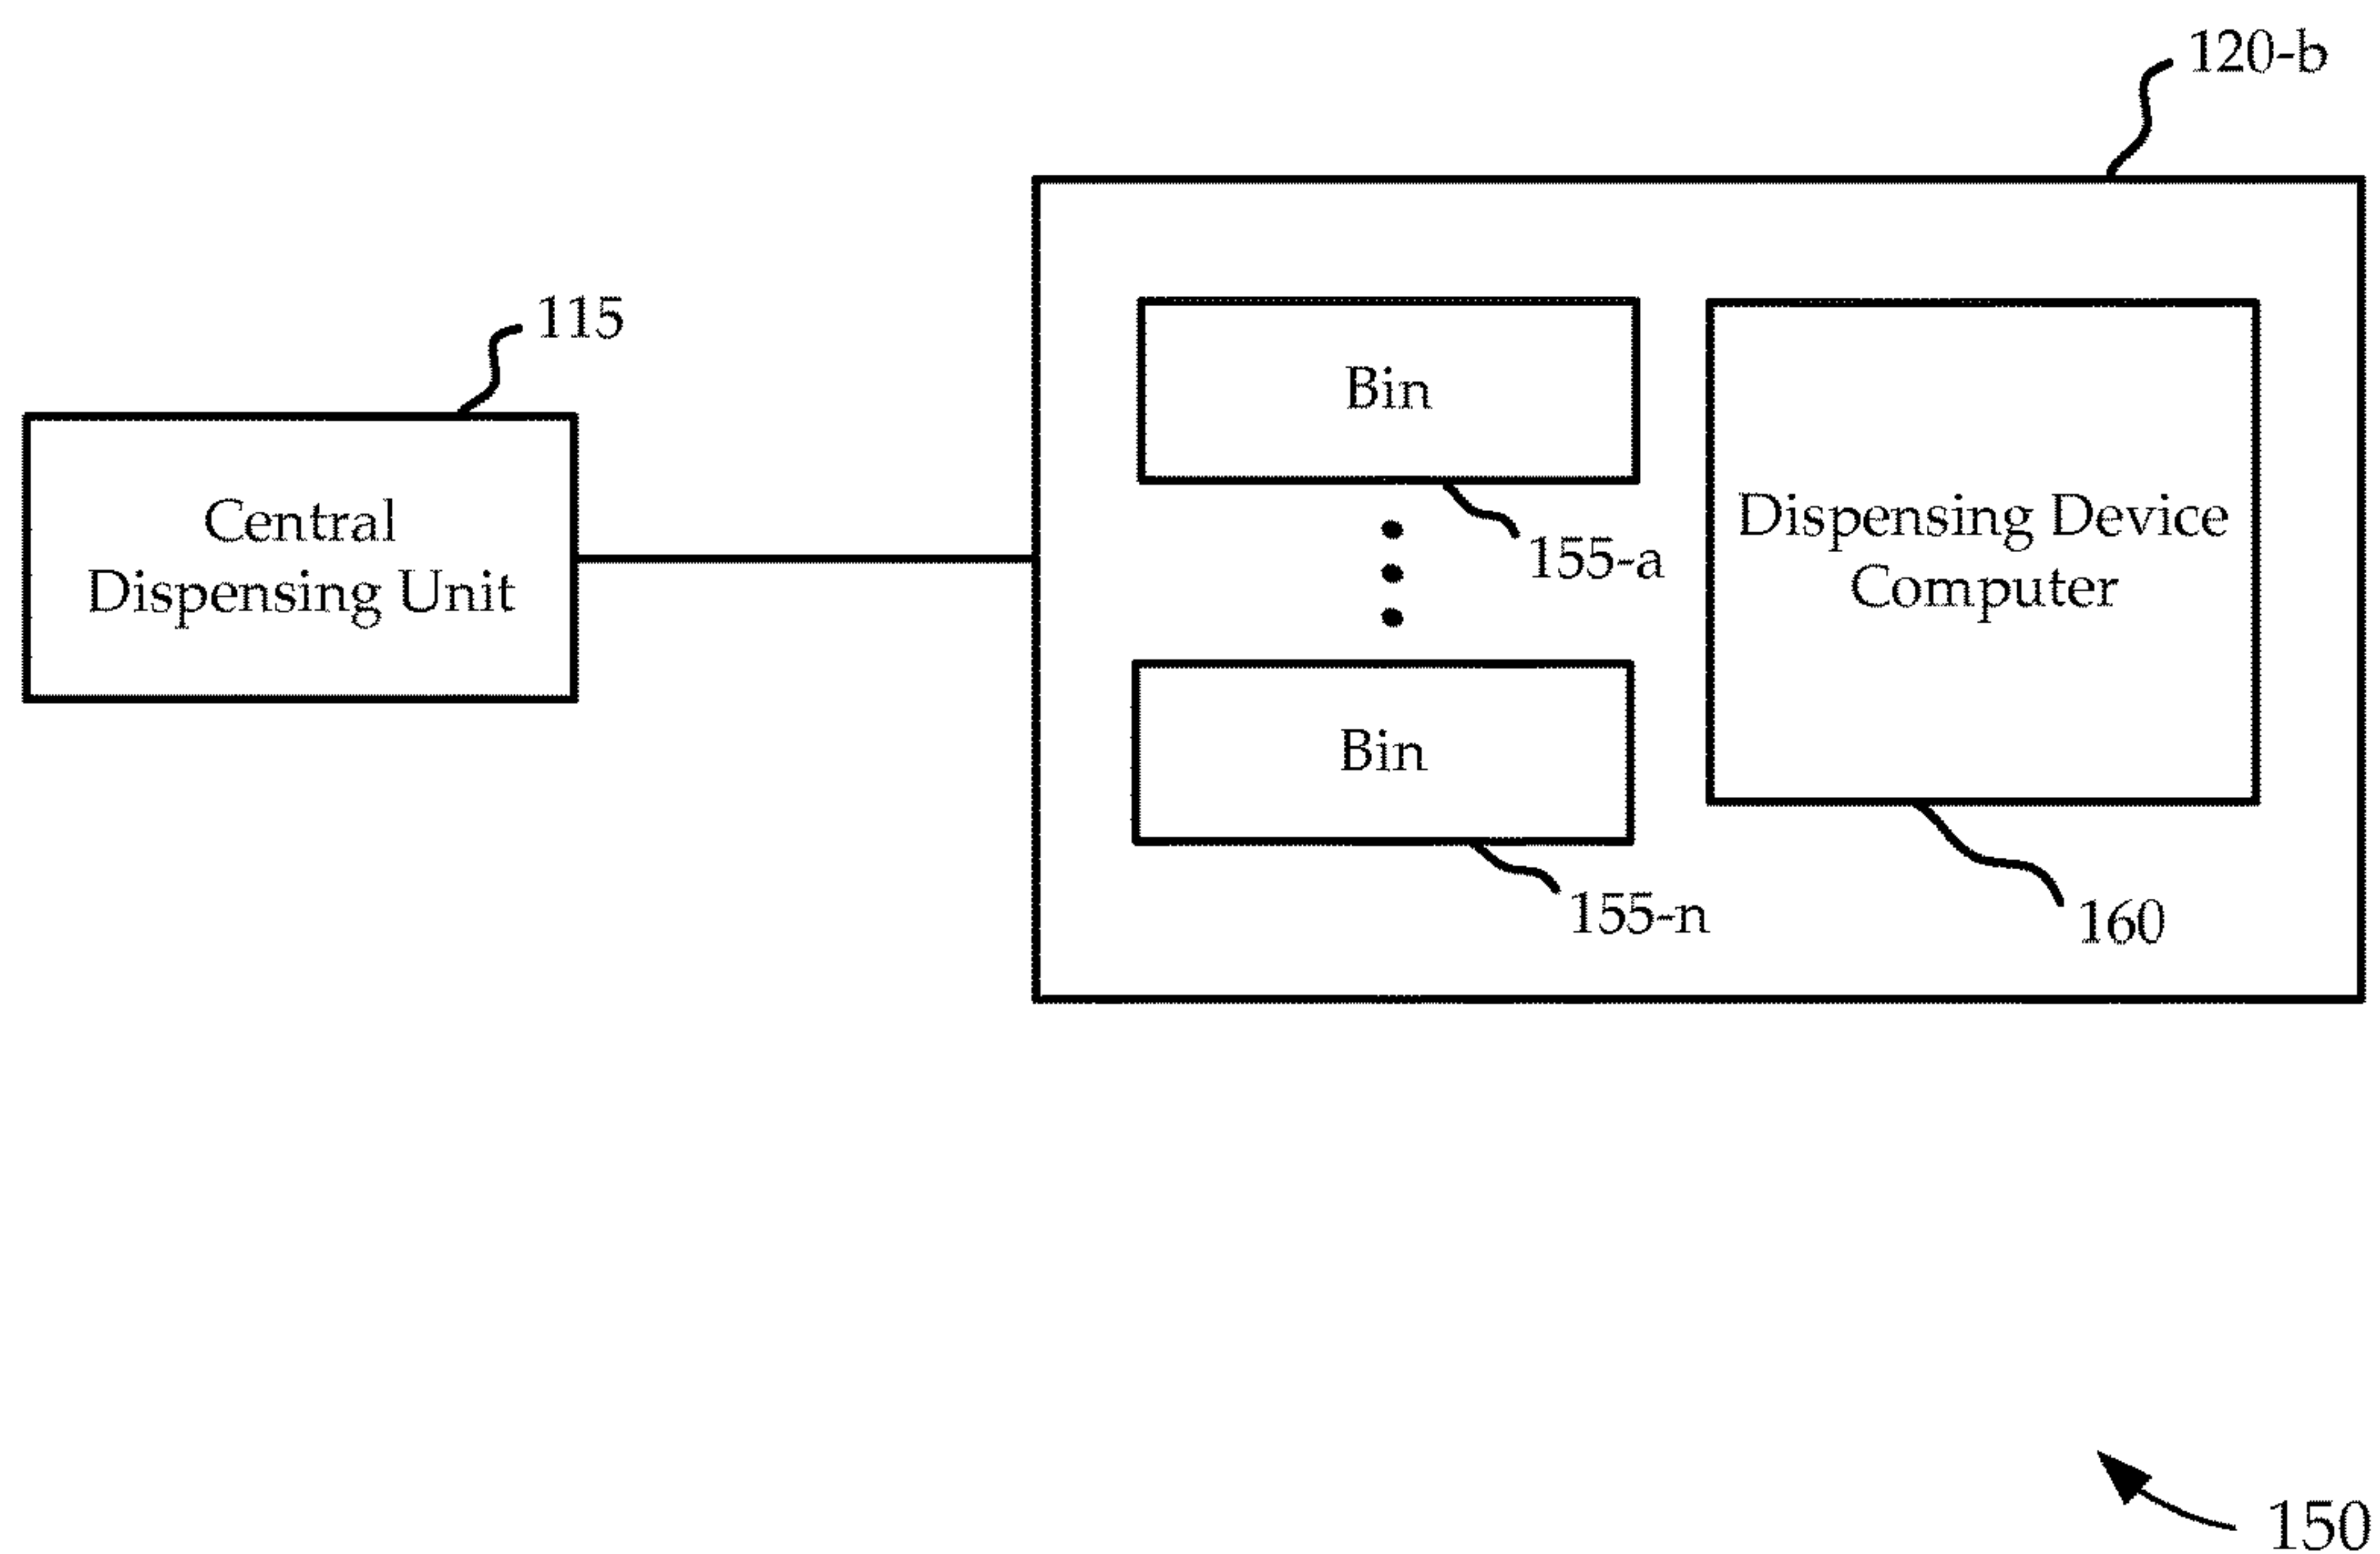 120-b
115
Central
Dispensing Unit
Bin
155-a
Dispensing Device
Computer
Bin
155-n
160
150